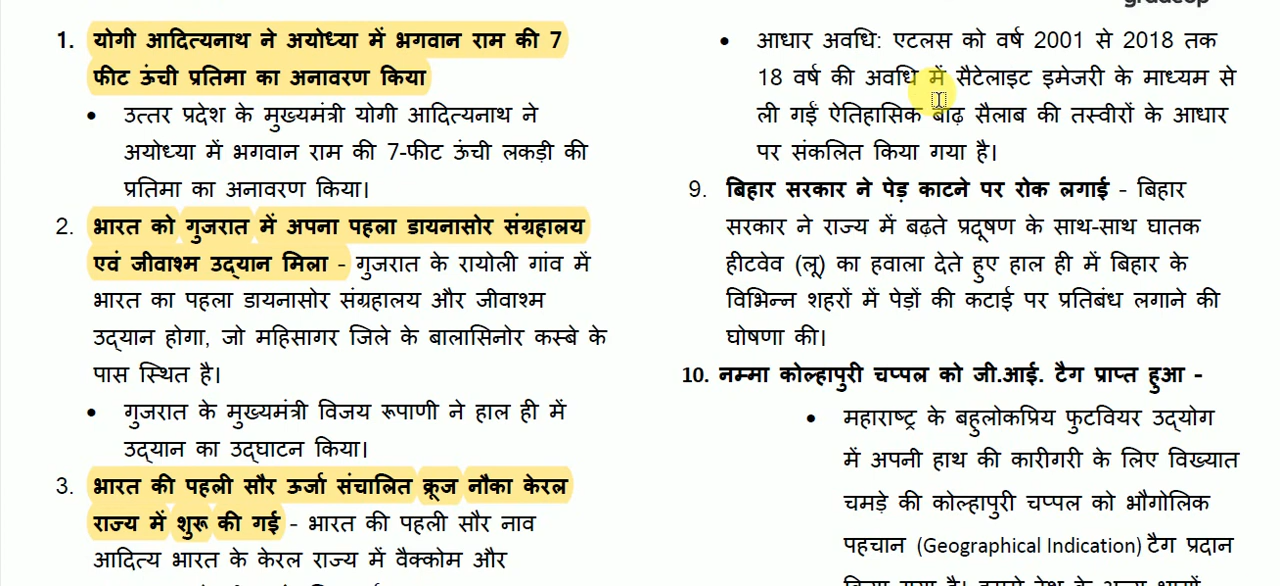 1. योगी आदित्यनाथ ने अयोध्या में भगवान राम की 7
फीट ऊंची प्रतिमा का अनावरण किया
• उत्तर प्रदेश के मुख्यमंत्री योगी आदित्यनाथ ने
अयोध्या में भगवान राम की 7-फीट ऊंची लकड़ी की
प्रतिमा का अनावरण किया।
2. भारत को गुजरात में अपना पहला डायनासोर संग्रहालय
एवं जीवाश्म उद्यान मिला - गुजरात के रायोली गांव में
भारत का पहला डायनासोर संग्रहालय और जीवाश्म
उद्यान होगा, जो महिसागर जिले के बालासिनोर कस्बे के
पास स्थित है।
• गुजरात के मुख्यमंत्री विजय रूपाणी ने हाल ही में
उद्यान का उद्घाटन किया।
3. भारत की पहली सौर ऊर्जा संचालित क्रूज नौका केरल
राज्य में शुरू की गई - भारत की पहली सौर नाव
आदित्य भारत के केरल राज्य में वैक्कोम और
• आधार अवधि: एटलस को वर्ष 2001 से 2018 तक
18 वर्ष की अवधि में सैटेलाइट इमेजरी के माध्यम से
ली गई ऐतिहासिक बाढ़ सैलाब की तस्वीरों के आधार
पर संकलित किया गया है।
9. बिहार सरकार ने पेड़ काटने पर रोक लगाई - बिहार
सरकार ने राज्य में बढ़ते प्रदूषण के साथ-साथ घातक
हीटवेव (लू) का हवाला देते हुए हाल ही में बिहार के
विभिन्न शहरों में पेड़ों की कटाई पर प्रतिबंध लगाने की
घोषणा की।
10. नम्मा कोल्हापुरी चप्पल को जी.आई. टैग प्राप्त हुआ -
• महाराष्ट्र के बहुलोकप्रिय फुटवियर उद्योग
में अपनी हाथ की कारीगरी के लिए विख्यात
चमड़े की कोल्हापुरी चप्पल को भौगोलिक
पहचान (Geographical Indication) टैग प्रदान